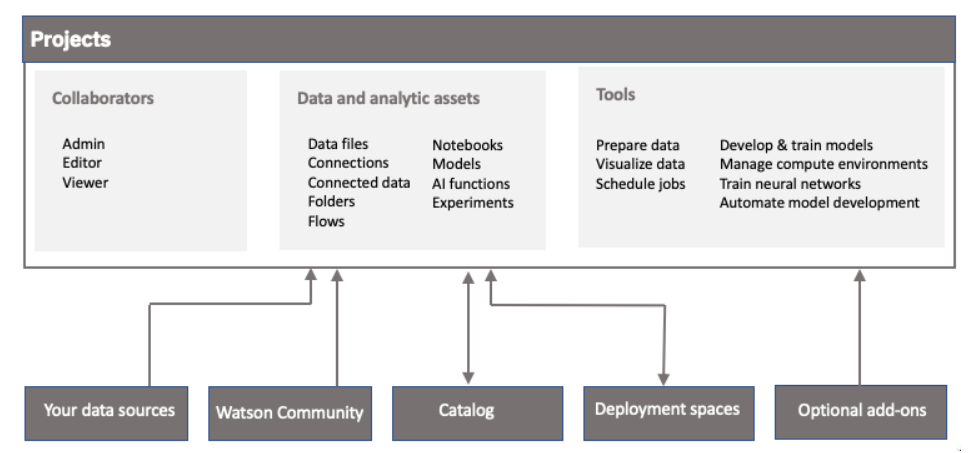 Projects
Collaborators
Admin
Editor
Viewer
Data and analytic assets
Data files
Connections
Connected data
Folders
Flows
Notebooks
Models
AI functions
Experiments
Tools
Prepare data
Visualize data
Schedule jobs
Develop & train models
Manage compute environments
Train neural networks
Automate model development
Your data sources
Watson Community
Catalog
Deployment spaces
Optional add-ons